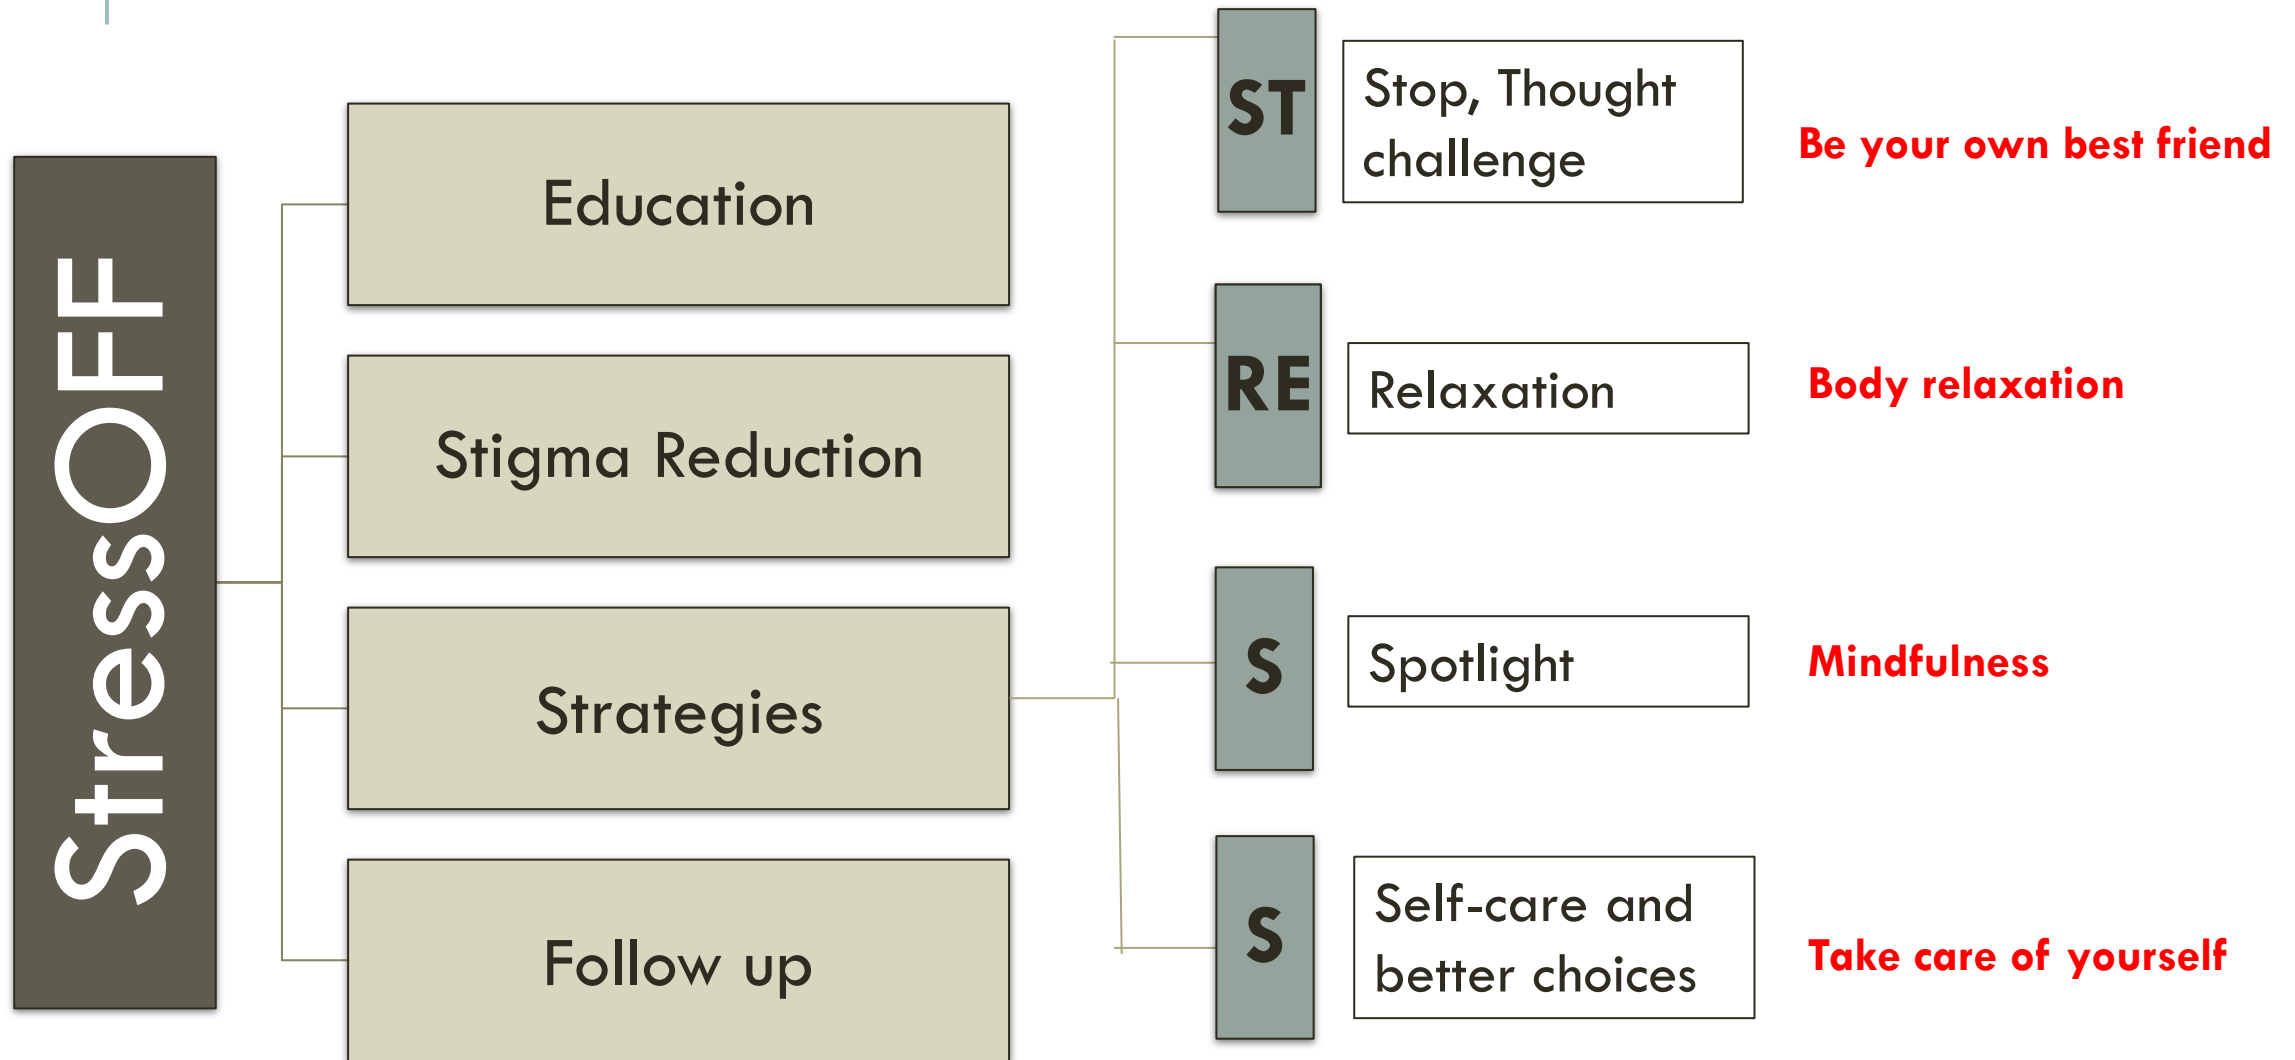 StressOFF
Education
Stigma Reduction
Strategies
Follow up
ST
Stop, Thought
challenge
Be your own best friend
RE
Relaxation
Body relaxation
S
Spotlight
Mindfulness
S
Self-care and
better choices
Take care of yourself